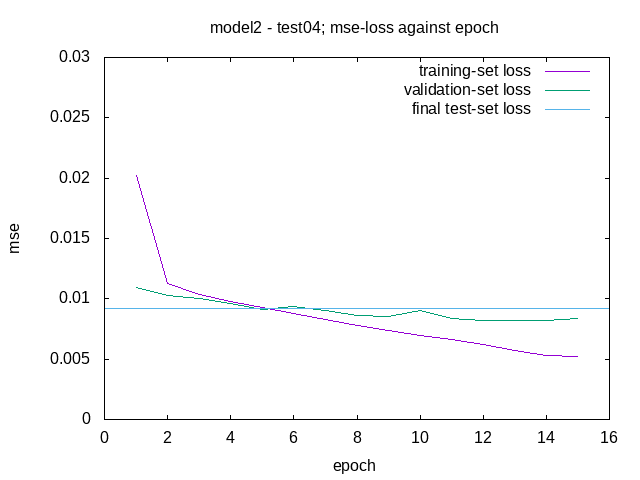 model2 - test04; mse-loss against epoch
0.03
training-set loss
validation-set loss
final test-set loss
0.025
0.02
0.015
mse
0.01
0.005
0
0 2 4 6 8 10 12 14 16
epoch